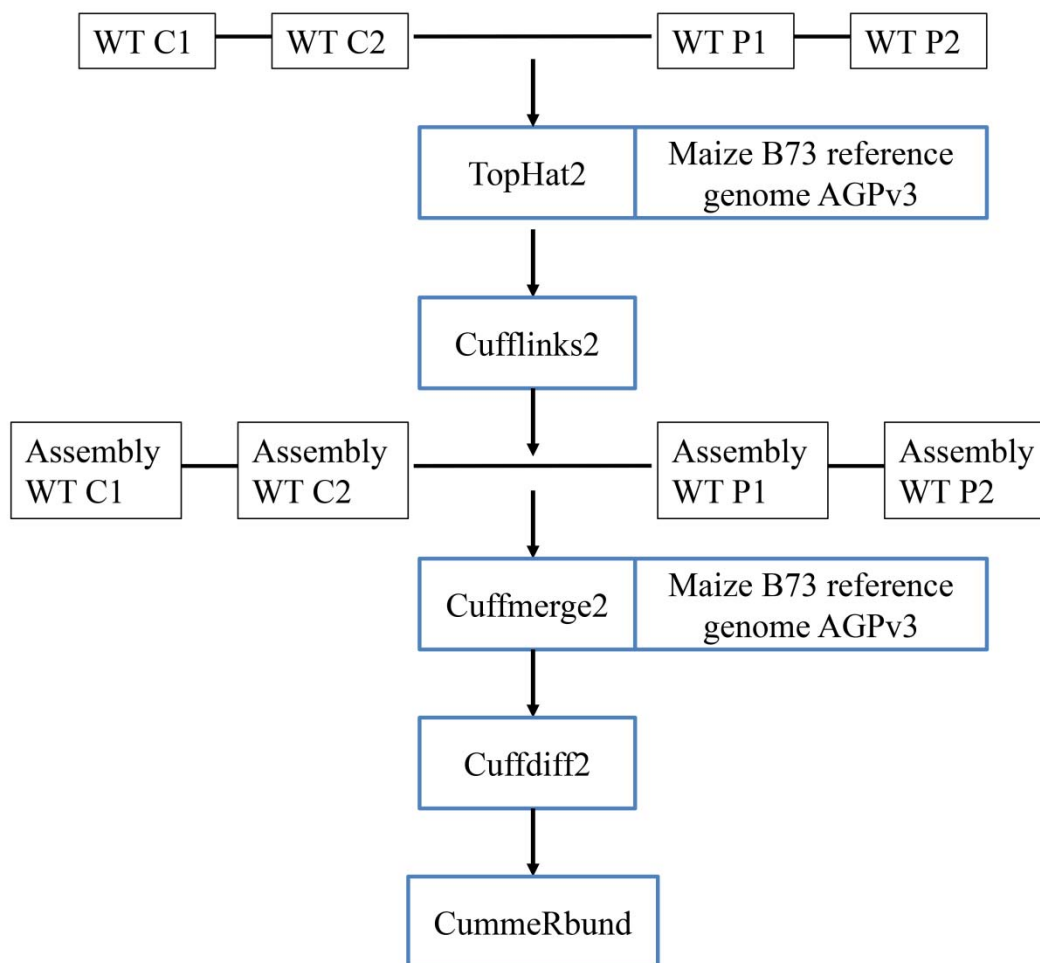 WT C1
WT C2
WT P1
WT P2
TopHat2
Maize B73 reference
genome AGPv3
Cufflinks2
Assembly
WT C1
Assembly
WT C2
Assembly
WT P1
Assembly
WT P2
Cuffmerge2
Maize B73 reference
genome AGPv3
Cuffdiff2
CummeRbund